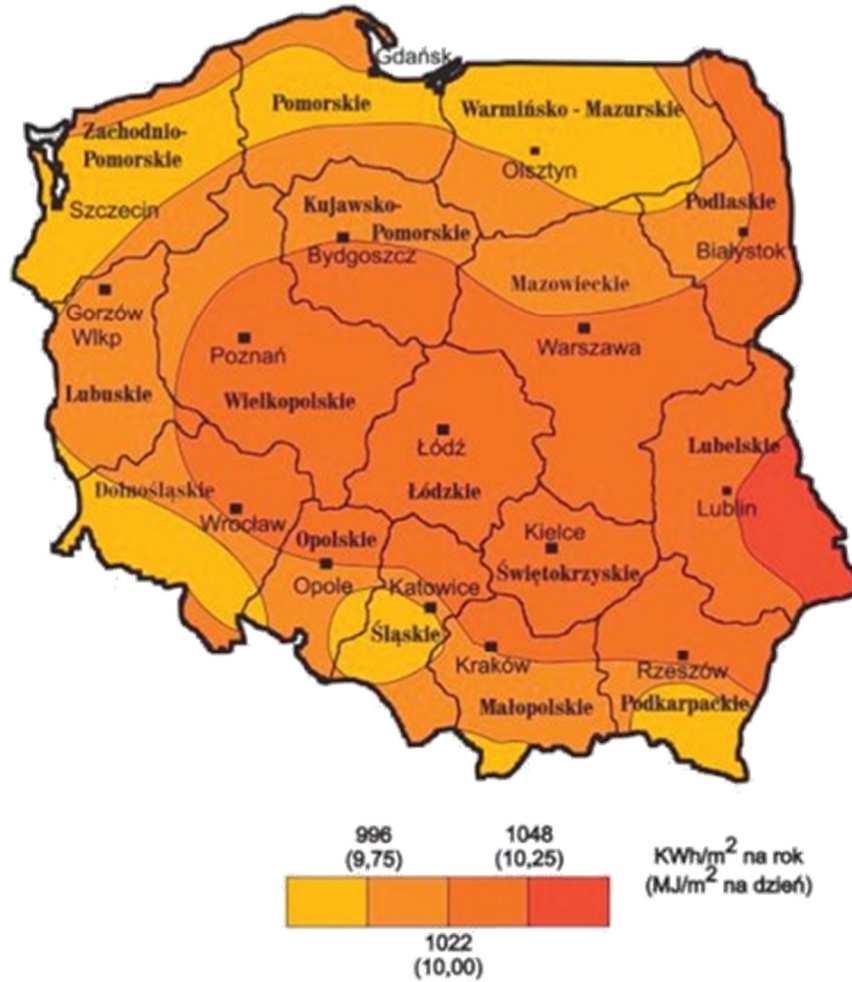 Gdańsk
Pomorskie
Warmińsko - Mazurskie
Zachodnio-
Pomorskie
Olsztyn
Szczecin
Kujawsko-
Pomorskie
Podlaskie
Bydgoszcz
Białystok
Mazowieckie
Gorzów
Wlkp
Poznań
Warszawa
Lubuskie
Wielkopolskie
Łódź
Lubelskie
Dolnośląskie
Łódzkie
Lublin
Wrocław
Opolskie
Kielce
Świętokrzyskie
Opole
Katowice
Śląskie
Kraków
Rzeszów
Małopolskie
Podkarpackie
996
(9,75)
1048
(10,25)
KWh/m² na rok
(MJ/m² na dzień)
1022
(10,00)